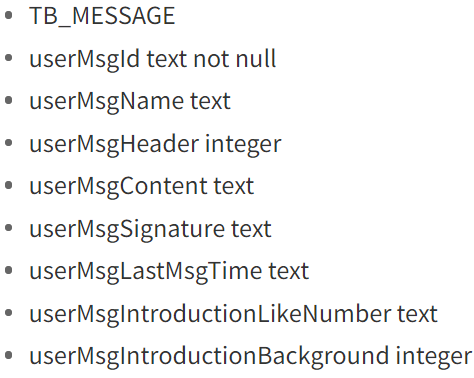 TB_MESSAGE
userMsgId text not null
userMsgName text
userMsgHeader integer
userMsgContent text
userMsgSignature text
userMsgLastMsgTime text
userMsgIntroductionLikeNumber text
userMsgIntroductionBackground integer